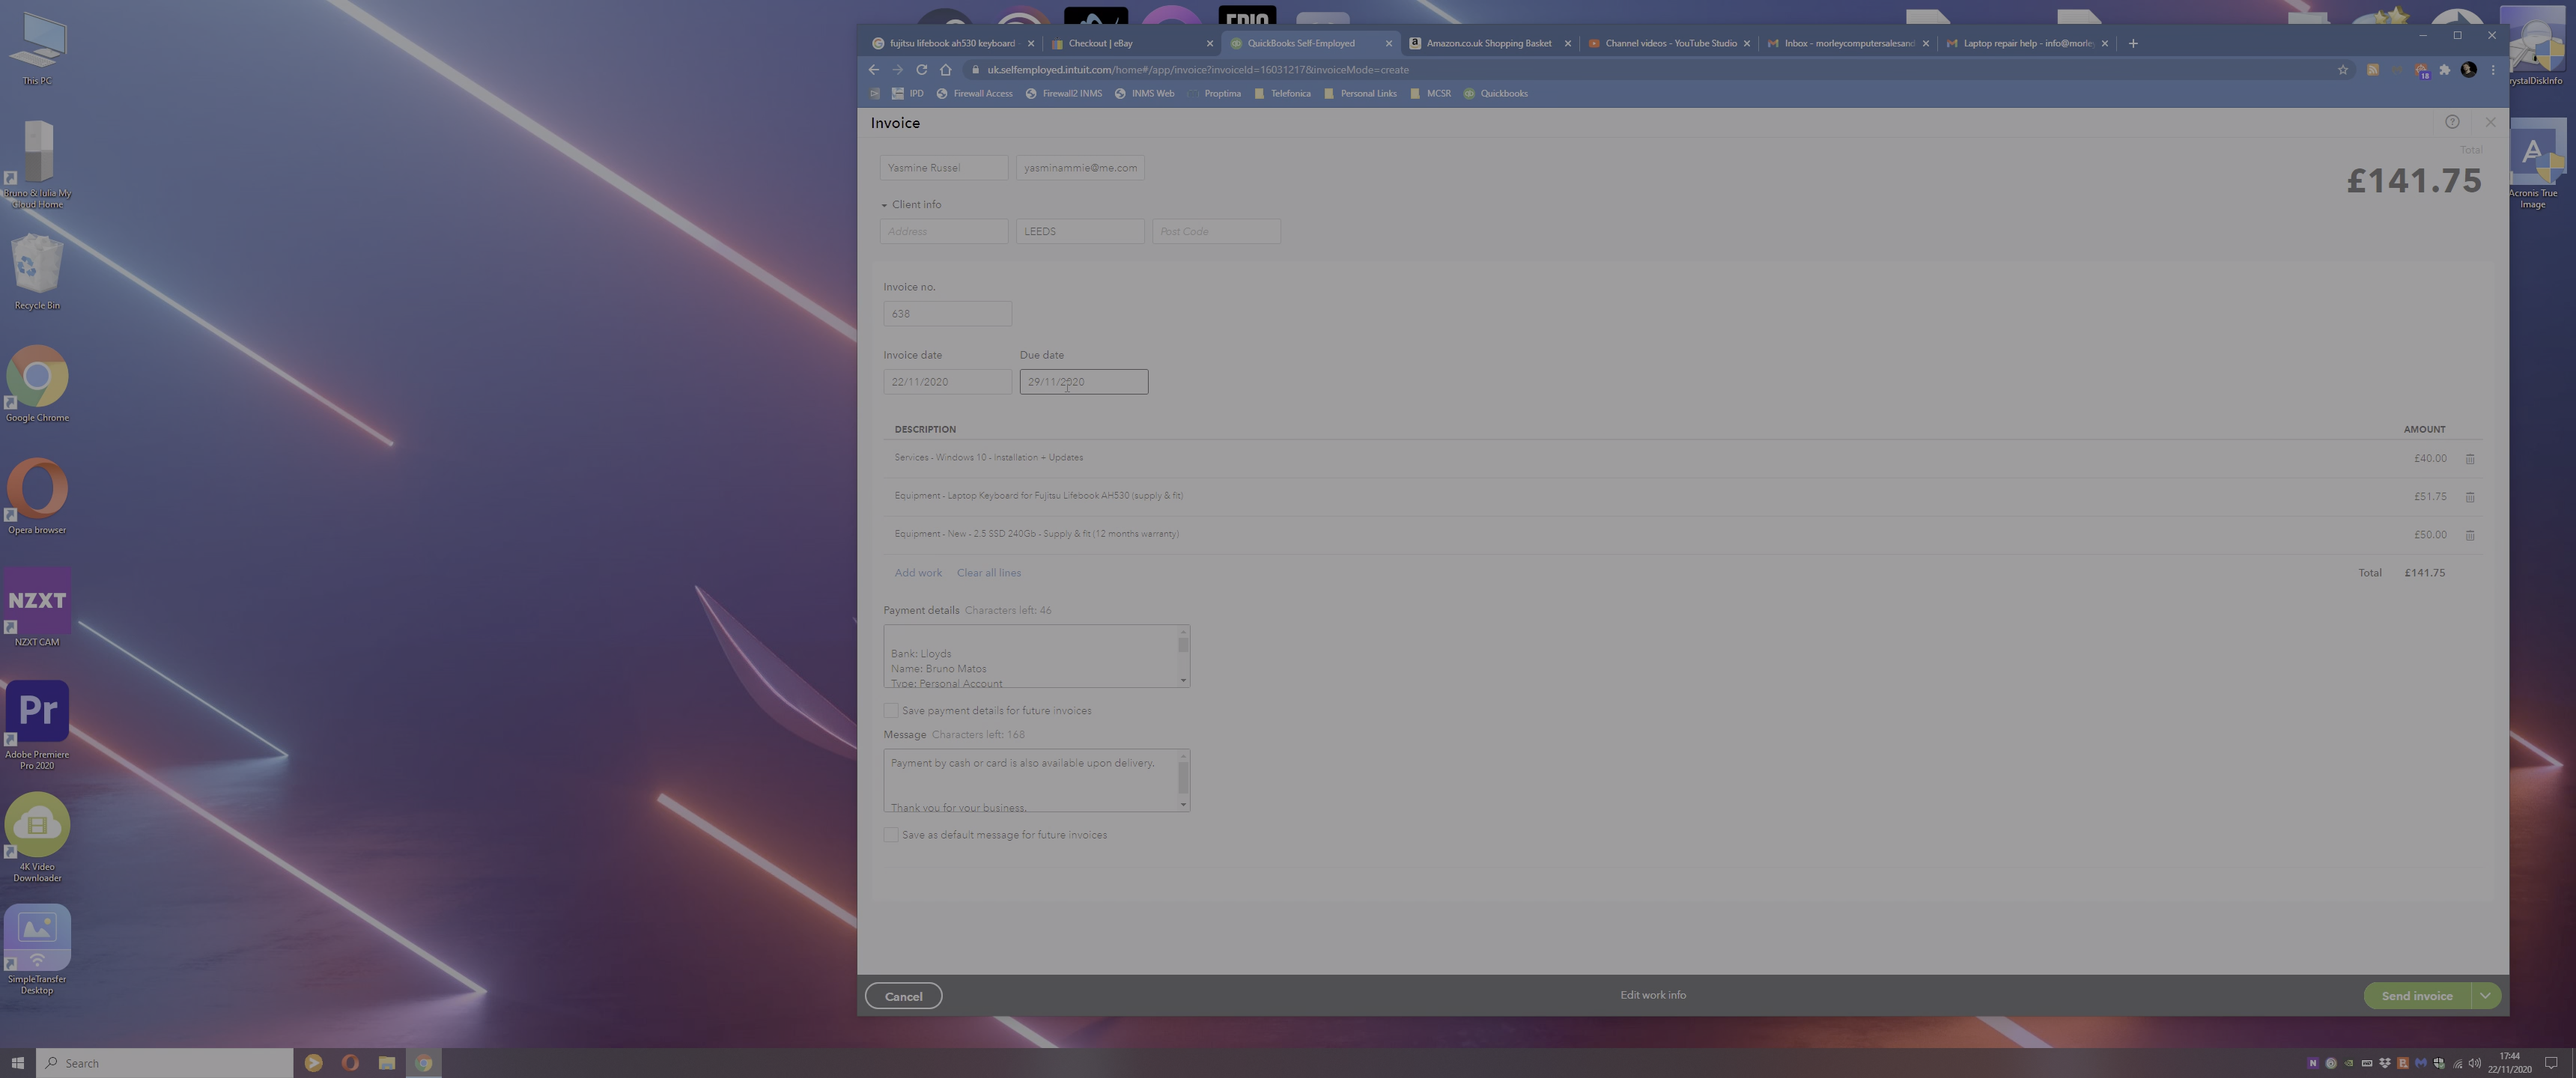 This PC
Bruno & Julia My
Cloud Home
Recycle Bin
Google Chrome
Opera browser
NZXT
NZXT CAM
Pr
Adobe Premiere
Pro 2020
4K Video
Downloader
SimpleTransfer
Desktop
EPIC
fujitsu lifebook ah530 keyboard
Checkout | eBay
QuickBooks Self-Employed
Amazon.co.uk Shopping Basket
Channel videos - YouTube Studio
Inbox - morleycomputersalesand
Laptop repair help - info@morle
uk.selfemployed.intuit.com/home#/app/invoice?invoiceId=16031217&invoiceMode=create
18
IPD
Firewall Access
Firewall2 INMS
INMS Web
Proptima
Telefonica
Personal Links
MCSR
Quickbooks
Invoice
Total
£141.75
Yasmine Russel
yasminammie@me.com
Client Info
Address
LEEDS
Post Code
Invoice no.
638
Invoice date
Due date
22/11/2020
29/11/2020
DESCRIPTION
AMOUNT
Services - Windows 10 - Installation + Updates
£40.00
Equipment - Laptop Keyboard for Fujitsu Lifebook AH530 (supply & fit)
£51.75
Equipment - New - 2.5 SSD 240Gb - Supply & fit (12 months warranty)
£50.00
Add work
Clear all lines
Total
£141.75
Payment details Characters left: 46
Bank: Lloyds
Name: Bruno Matos
Type: Personal Account
Save payment details for future invoices
Message Characters left: 168
Payment by cash or card is also available upon delivery.
Thank you for your business.
Save as default message for future invoices
Cancel
Edit work info
Send invoice
rystalDiskInfo
Acronis True
Image
Search
17:44
22/11/2020